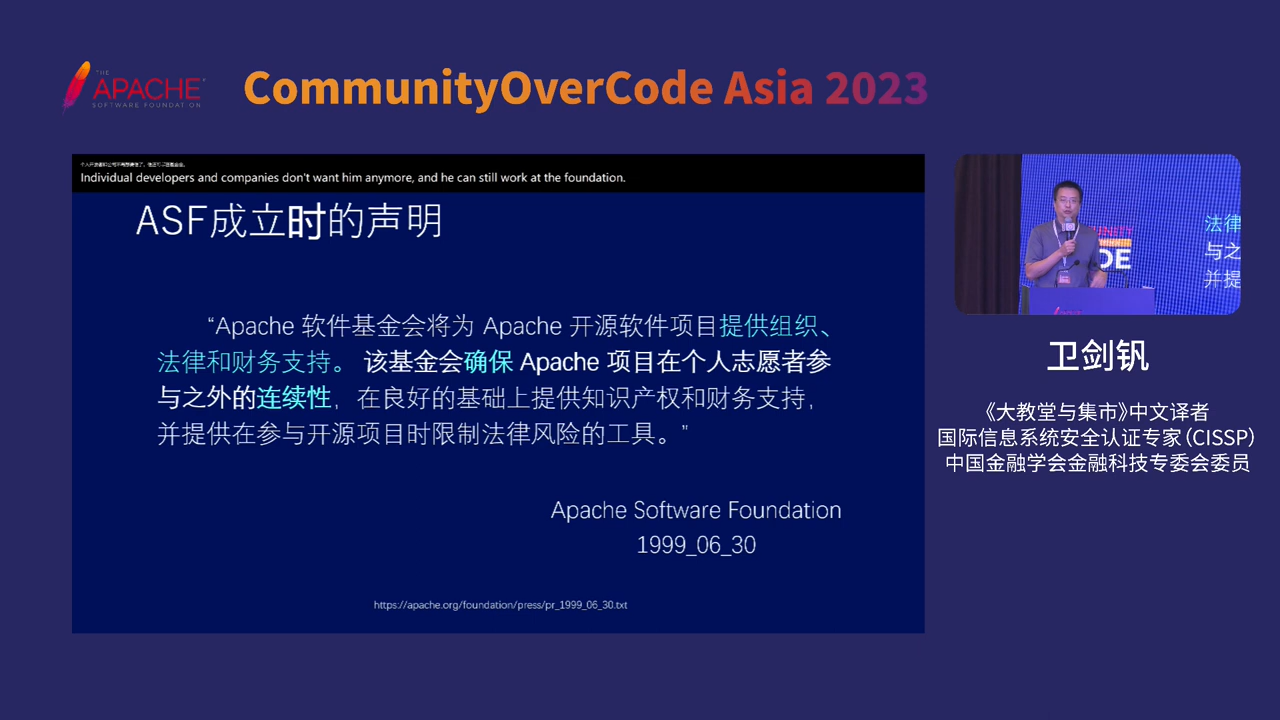 THE
APACHE
SOFTWARE FOUNDATION
CommunityOverCode Asia 2023
Individual developers and companies don't want him anymore, and he can still work at the foundation.
ASF成立时的声明
“Apache 软件基金会将为 Apache 开源软件项目提供组织、
法律和财务支持。 该基金会确保 Apache 项目在个人志愿者参
与之外的连续性，在良好的基础上提供知识产权和财务支持，
并提供在参与开源项目时限制法律风险的工具。”
Apache Software Foundation
1999_06_30
https://apache.org/foundation/press/pr_1999_06_30.txt
法律
与之
并提
卫剑钒
《大教堂与集市》中文译者
国际信息系统安全认证专家（CISSP）
中国金融学会金融科技专委会委员